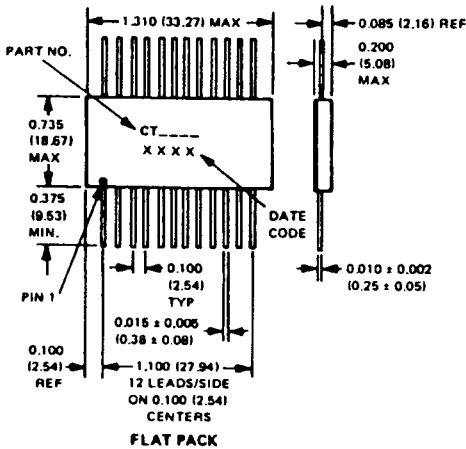 1.310 (33.27) MAX
0.085 (2.16) REF
PART NO.
0.200
(5.08)
MAX
0.735
(18.67)
MAX
CT____
XXXX
0.375
(9.53)
MIN.
DATE
CODE
PIN 1
0.100
(2.54)
TYP
0.010 ± 0.002
(0.25 ± 0.05)
0.015 ± 0.005
(0.38 ± 0.08)
0.100
(2.54)
REF
1.100 (27.94)
12 LEADS/SIDE
ON 0.100 (2.54)
CENTERS
FLAT PACK